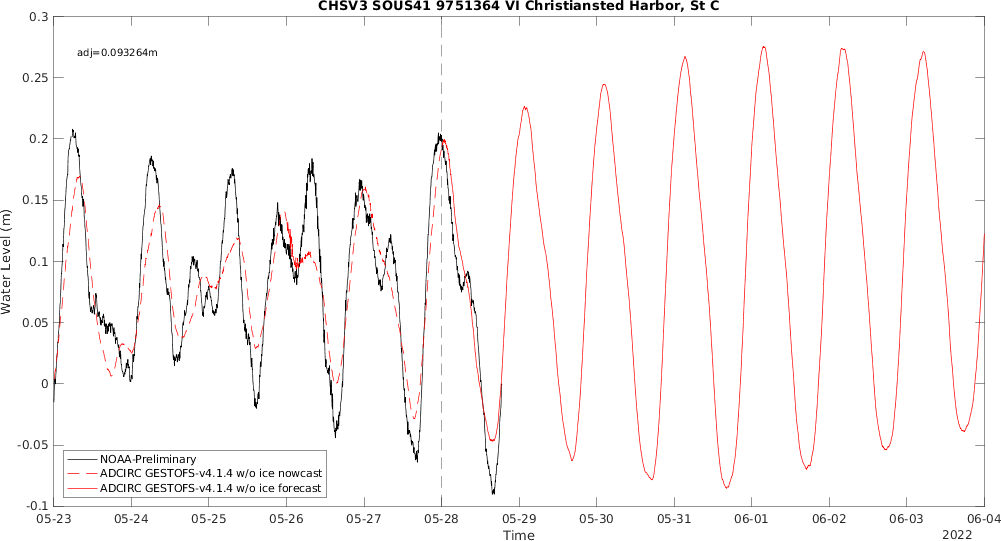 CHSV3 SOUS41 9751364 VI Christiansted Harbor, St C
0.3
adj=0.093264m
0.25
0.2
0.15
0.1
0.05
0
-0.05
-0.1
Water Level (m)
NOAA-Preliminary
ADCIRC GESTOFS-v4.1.4 w/o ice nowcast
ADCIRC GESTOFS-v4.1.4 w/o ice forecast
05-23 05-24 05-25 05-26 05-27 05-28 05-29 05-30 05-31 06-01 06-02 06-03 06-04
Time
2022